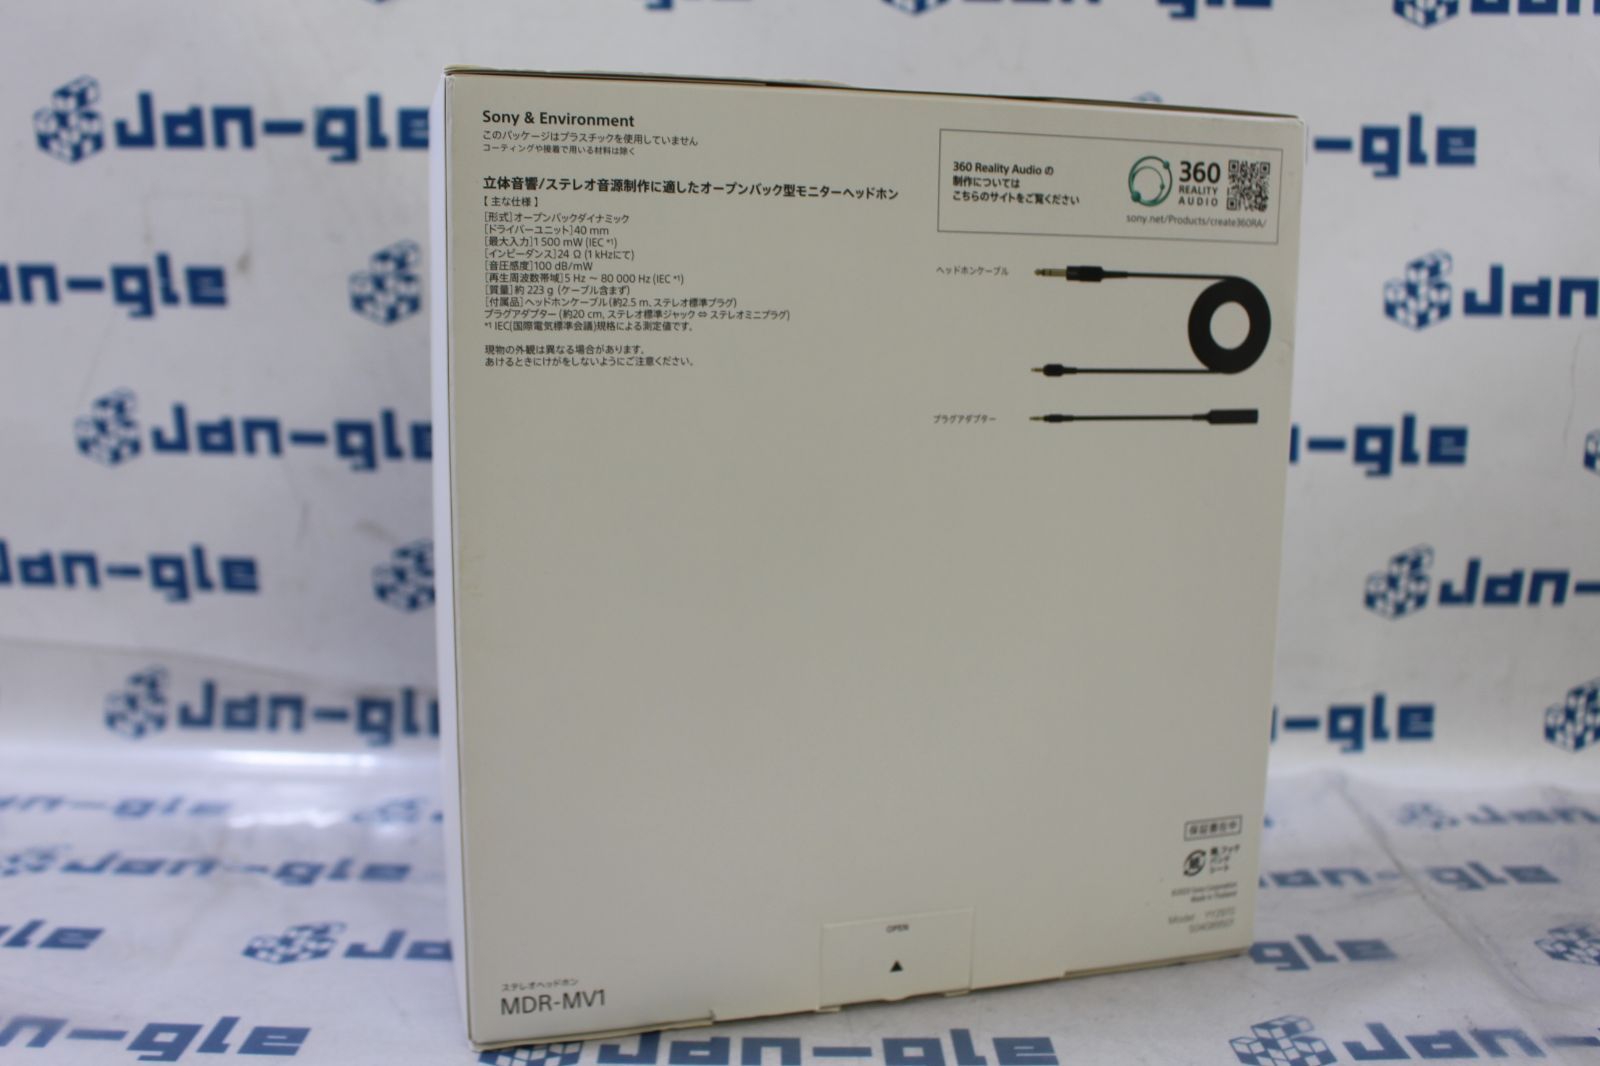 Sony & Environment
このパッケージはプラスチックを使用していません
コーティングや接着で用いる材料は除く
立体音響/ステレオ音源制作に適したオープンバック型モニターヘッドホン
【 主な仕様 】
[形式]オープンバックダイナミック
[ドライバーユニット]40 mm
[最大入力]1 500 mW (IEC *1)
[インピーダンス]24 Ω (1 kHzにて)
[音圧感度]100 dB/mW
[再生周波数帯域]5 Hz ～ 80 000 Hz (IEC *1)
[質量]約 223 g (ケーブル含まず)
[付属品]ヘッドホンケーブル(約2.5 m、ステレオ標準プラグ)
プラグアダプター (約20 cm、ステレオ標準ジャック ⇔ ステレオミニプラグ)
*1 IEC(国際電気標準会議)規格による測定値です。
現物の外観は異なる場合があります。
あけるときにけがをしないようにご注意ください。
360 Reality Audio の
制作については
こちらのサイトをご覧ください
360
REALITY
AUDIO
sony.net/Products/create360RA/
ヘッドホンケーブル
プラグアダプター
保証書在中
©2023 Sony Corporation
Made in Thailand
Model :
OPEN
ステレオヘッドホン
MDR-MV1
Jan-gle
Jan-gle
Jan-gle
Jan-gle
Jan-gle
Jan-gle